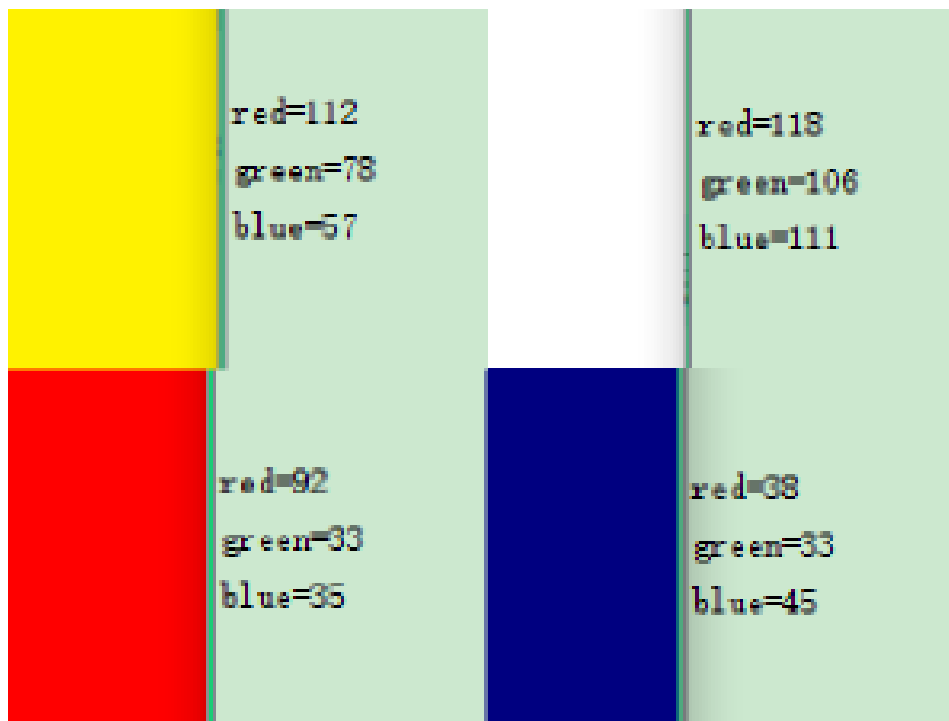 red=112
green=78
blue=57
red=118
green=106
blue=111
red=92
green=33
blue=35
red=38
green=33
blue=45